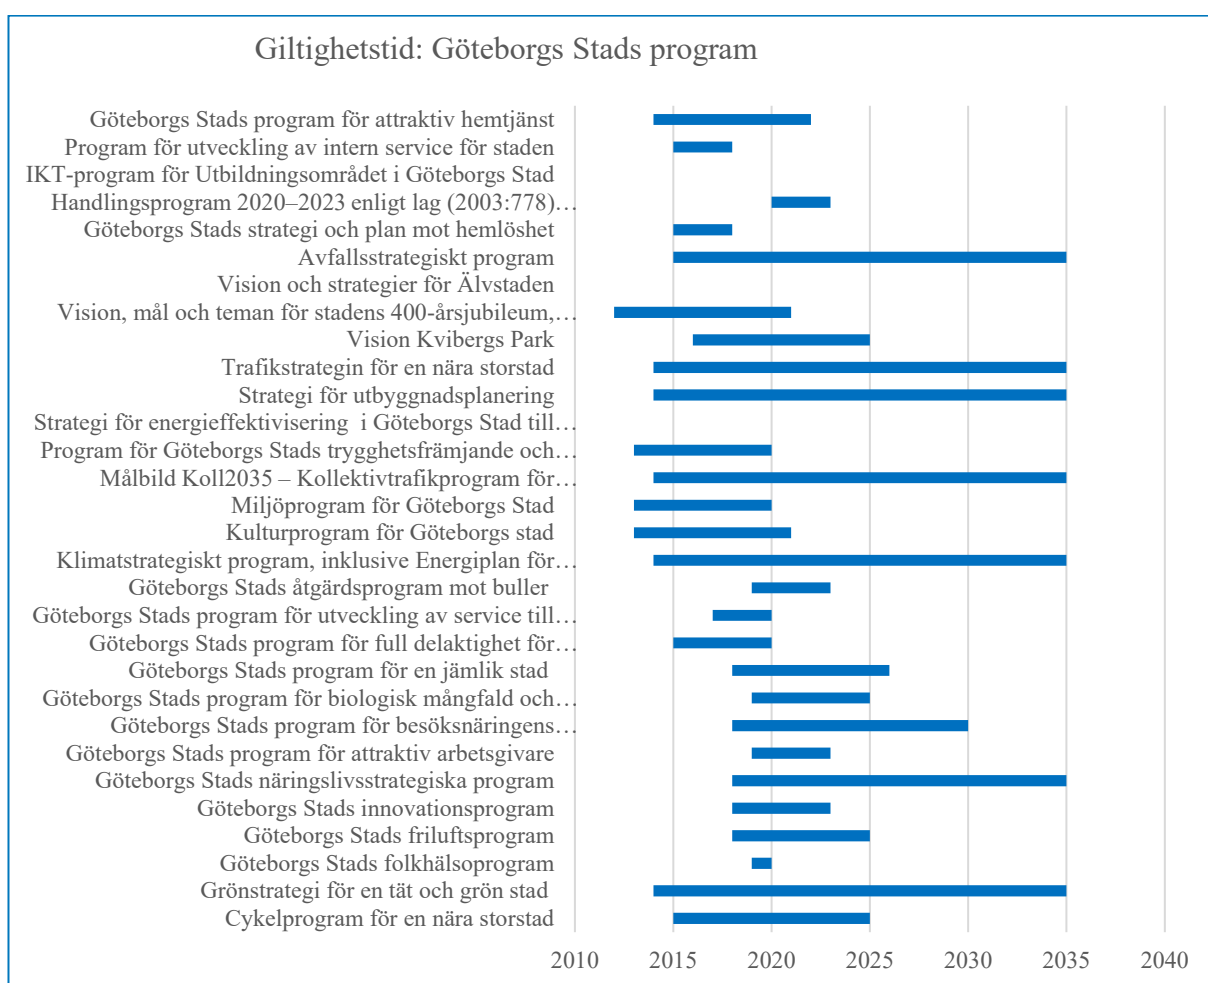 Giltighetstid: Göteborgs Stads program
Göteborgs Stads program för attraktiv hemtjänst
Program för utveckling av intern service för staden
IKT-program för Utbildningsområdet i Göteborgs Stad
Handlingsprogram 2020–2023 enligt lag (2003:778)…
Göteborgs Stads strategi och plan mot hemlöshet
Avfallsstrategiskt program
Vision och strategier för Älvstaden
Vision, mål och teman för stadens 400-årsjubileum,…
Vision Kvibergs Park
Trafikstrategin för en nära storstad
Strategi för utbyggnadsplanering
Strategi för energieffektivisering  i Göteborgs Stad till…
Program för Göteborgs Stads trygghetsfrämjande och…
Målbild Koll2035 – Kollektivtrafikprogram för…
Miljöprogram för Göteborgs Stad
Kulturprogram för Göteborgs stad
Klimatstrategiskt program, inklusive Energiplan för…
Göteborgs Stads åtgärdsprogram mot buller
Göteborgs Stads program för utveckling av service till…
Göteborgs Stads program för full delaktighet för…
Göteborgs Stads program för en jämlik stad
Göteborgs Stads program för biologisk mångfald och…
Göteborgs Stads program för besöksnäringens…
Göteborgs Stads program för attraktiv arbetsgivare
Göteborgs Stads näringslivsstrategiska program
Göteborgs Stads innovationsprogram
Göteborgs Stads friluftsprogram
Göteborgs Stads folkhälsoprogram
Grönstrategi för en tät och grön stad
Cykelprogram för en nära storstad
2010 2015 2020 2025 2030 2035 2040